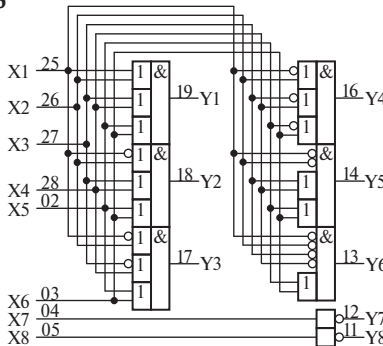 X1 25
X2 26
X3 27
X4 28
X5 02
X6 03
X7 04
X8 05
1 & 19 Y1
1
1
1 & 18 Y2
1
1
1 & 17 Y3
1
1
1 & 16 Y4
1
1
& 14 Y5
1
1
& 13 Y6
1
12 Y7
11 Y8